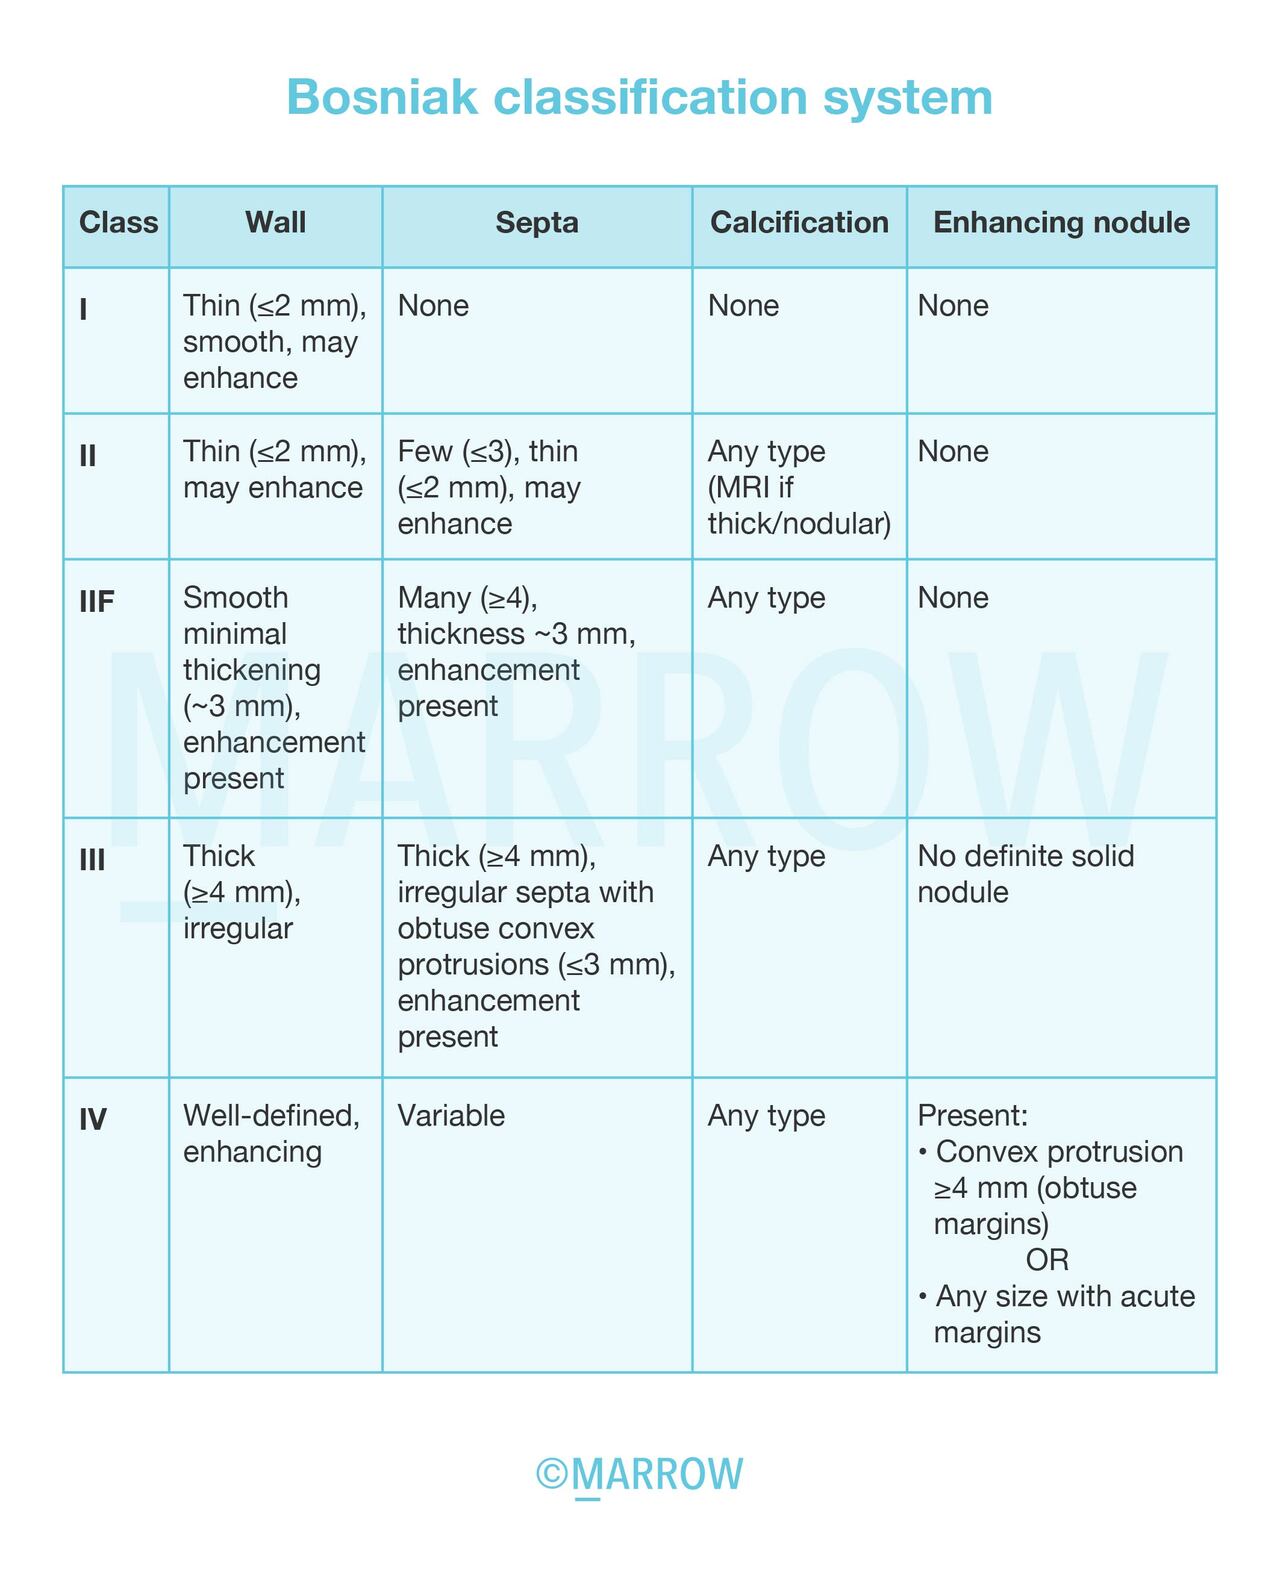 Bosniak classification system
Class Wall Septa Calcification Enhancing nodule
I
Thin (≤2 mm),
smooth, may
enhance
None
None
None
II
Thin (≤2 mm),
may enhance
Few (≤3), thin
(≤2 mm), may
enhance
Any type
(MRI if
thick/nodular)
None
IIF
Smooth
minimal
thickening
(~3 mm),
enhancement
present
Many (≥4),
thickness ~3 mm,
enhancement
present
Any type
None
III
Thick
(≥4 mm),
irregular
Thick (≥4 mm),
irregular septa with
obtuse convex
protrusions (≤3 mm),
enhancement
present
Any type
No definite solid
nodule
IV
Well-defined,
enhancing
Variable
Any type
Present:
• Convex protrusion
≥4 mm (obtuse
margins)
OR
• Any size with acute
margins
MARROW
©MARROW